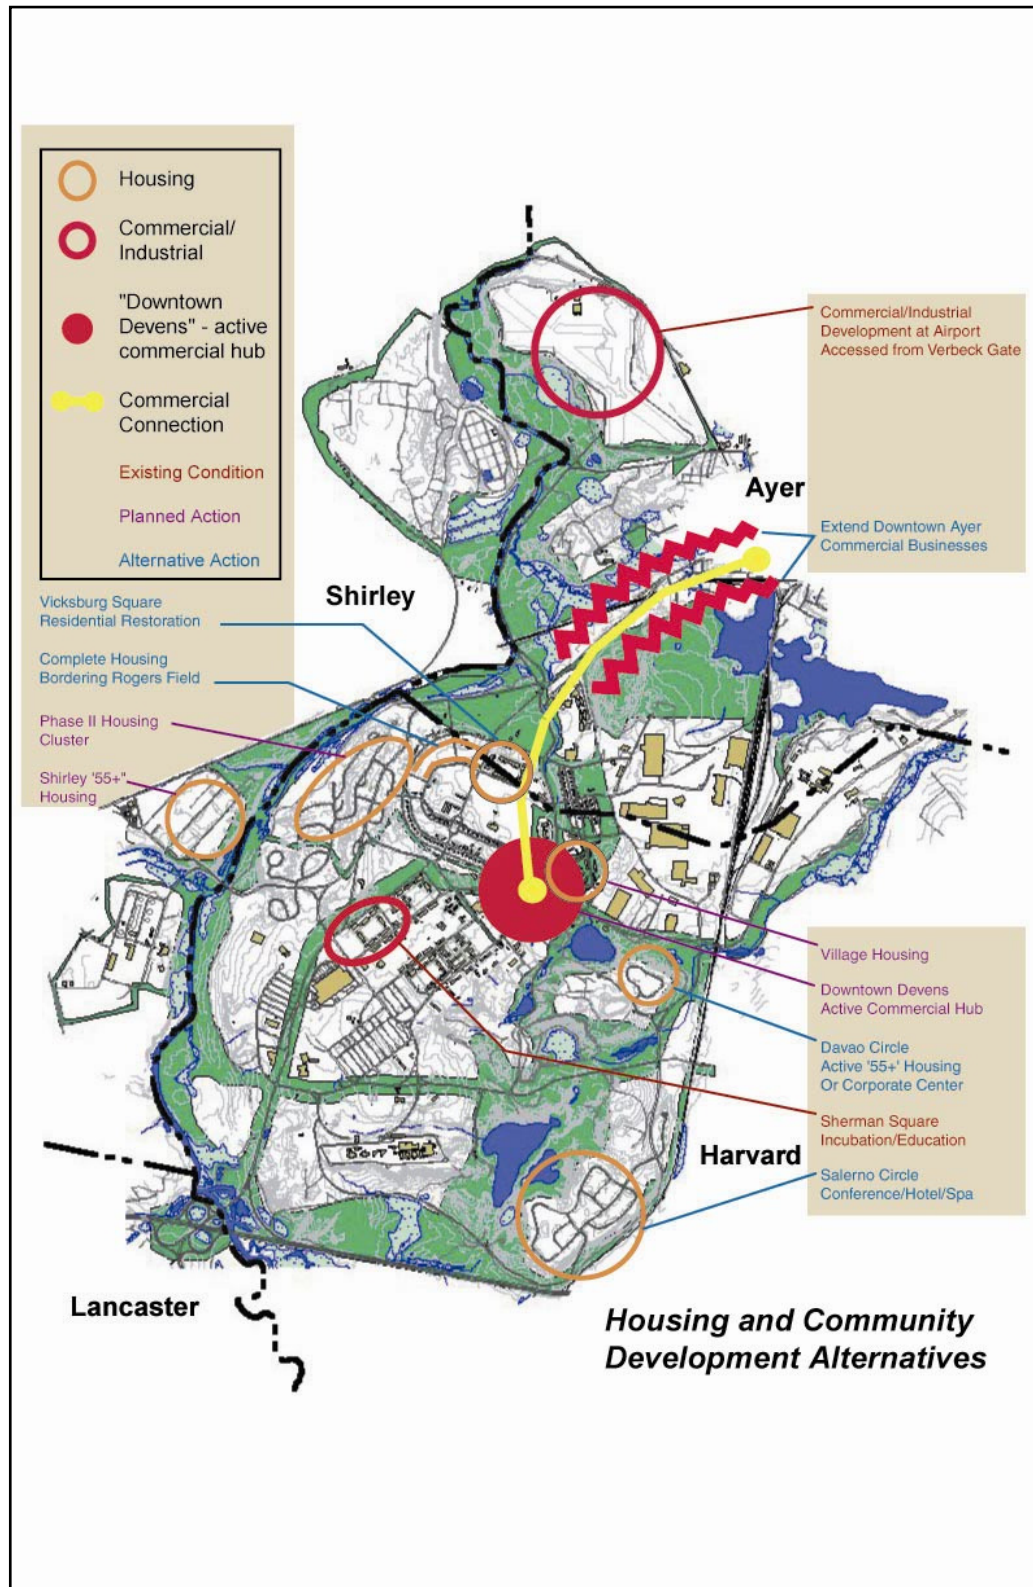 Housing
Commercial/
Industrial
"Downtown
Devens" - active
commercial hub
Commercial
Connection
Existing Condition
Planned Action
Alternative Action
Vicksburg Square
Residential Restoration
Complete Housing
Bordering Rogers Field
Phase II Housing
Cluster
Shirley '55+"
Housing
Commercial/Industrial
Development at Airport
Accessed from Verbeck Gate
Ayer
Extend Downtown Ayer
Commercial Businesses
Shirley
Village Housing
Downtown Devens
Active Commercial Hub
Davao Circle
Active '55+' Housing
Or Corporate Center
Sherman Square
Incubation/Education
Harvard
Salerno Circle
Conference/Hotel/Spa
Lancaster
Housing and Community
Development Alternatives